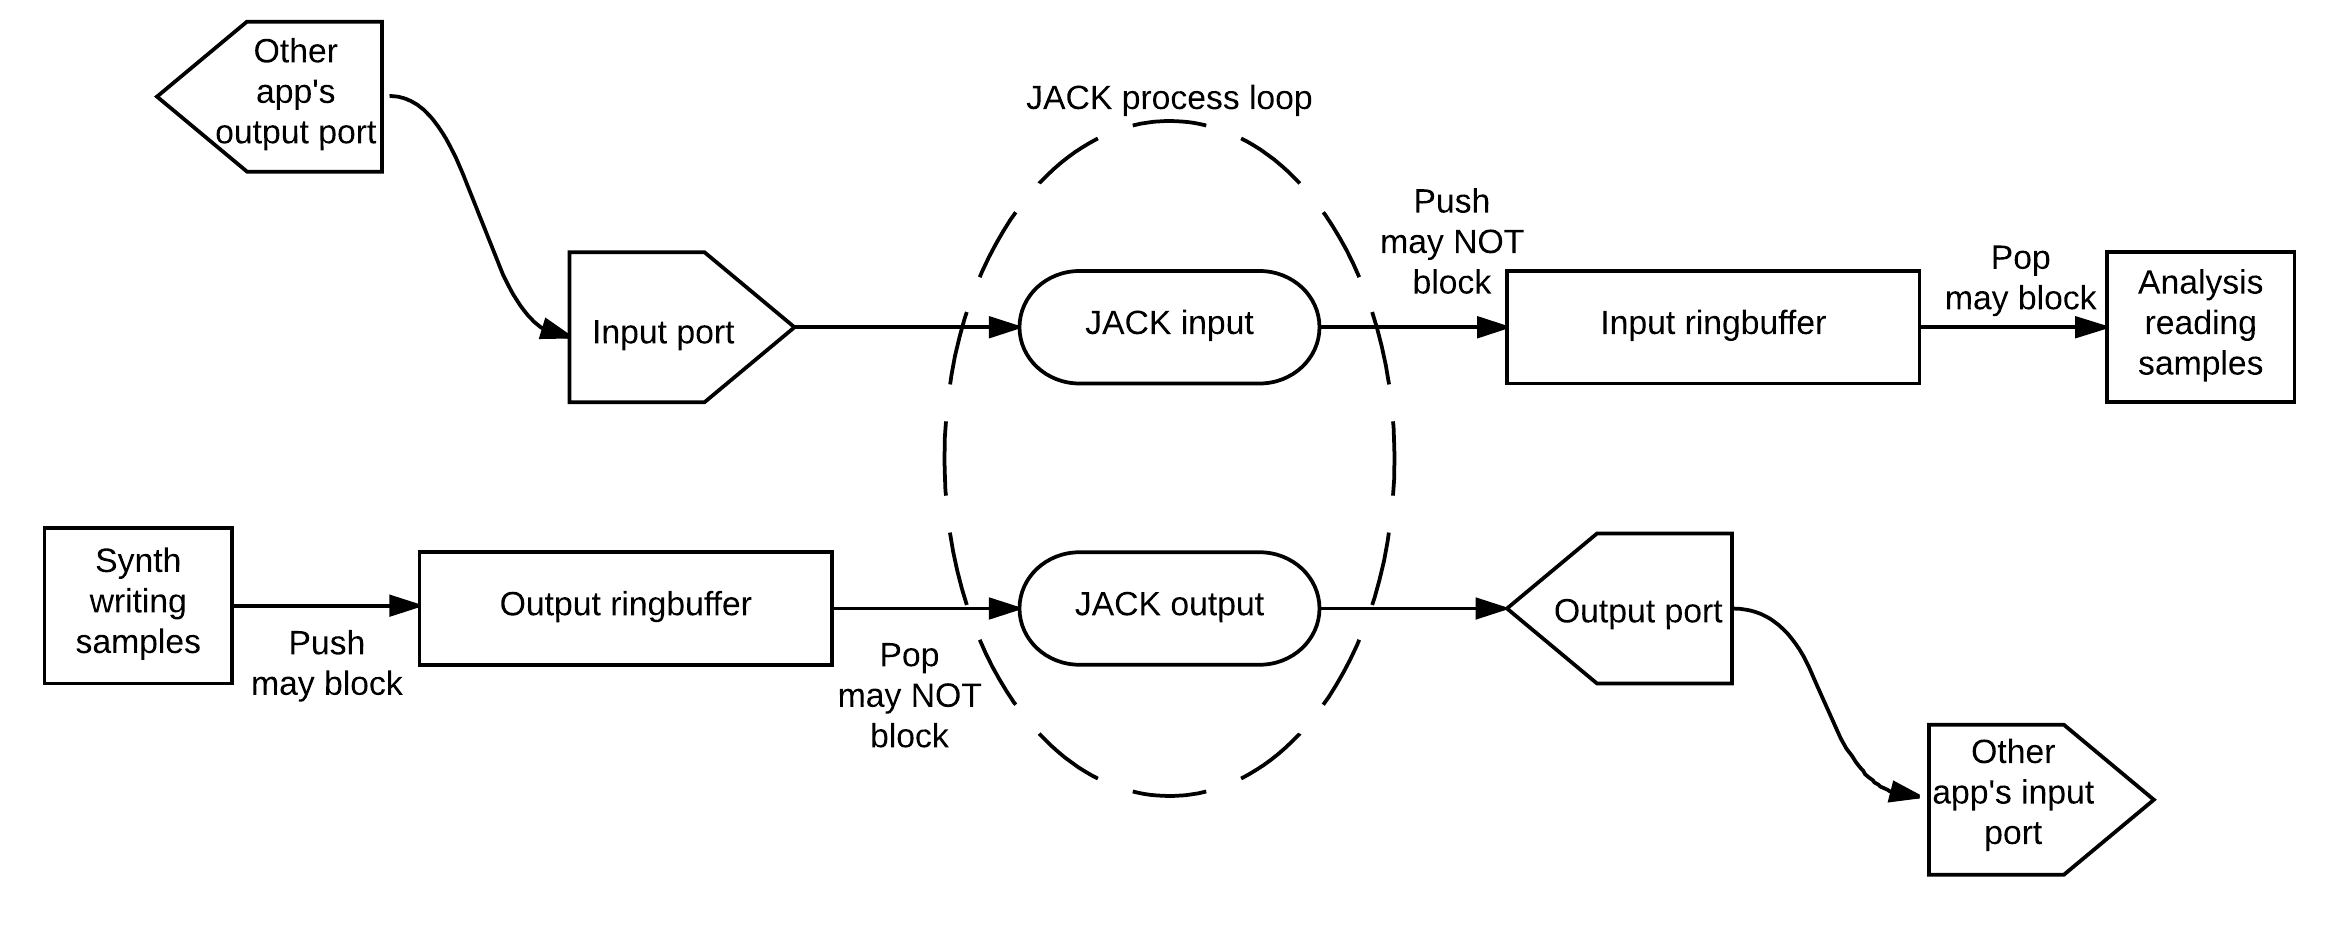 Other
app's
output port
JACK process loop
Push
may NOT
block
Pop
may block
Input port
JACK input
Input ringbuffer
Analysis
reading
samples
Synth
writing
samples
Push
may block
Output ringbuffer
Pop
may NOT
block
JACK output
Output port
Other
app's input
port